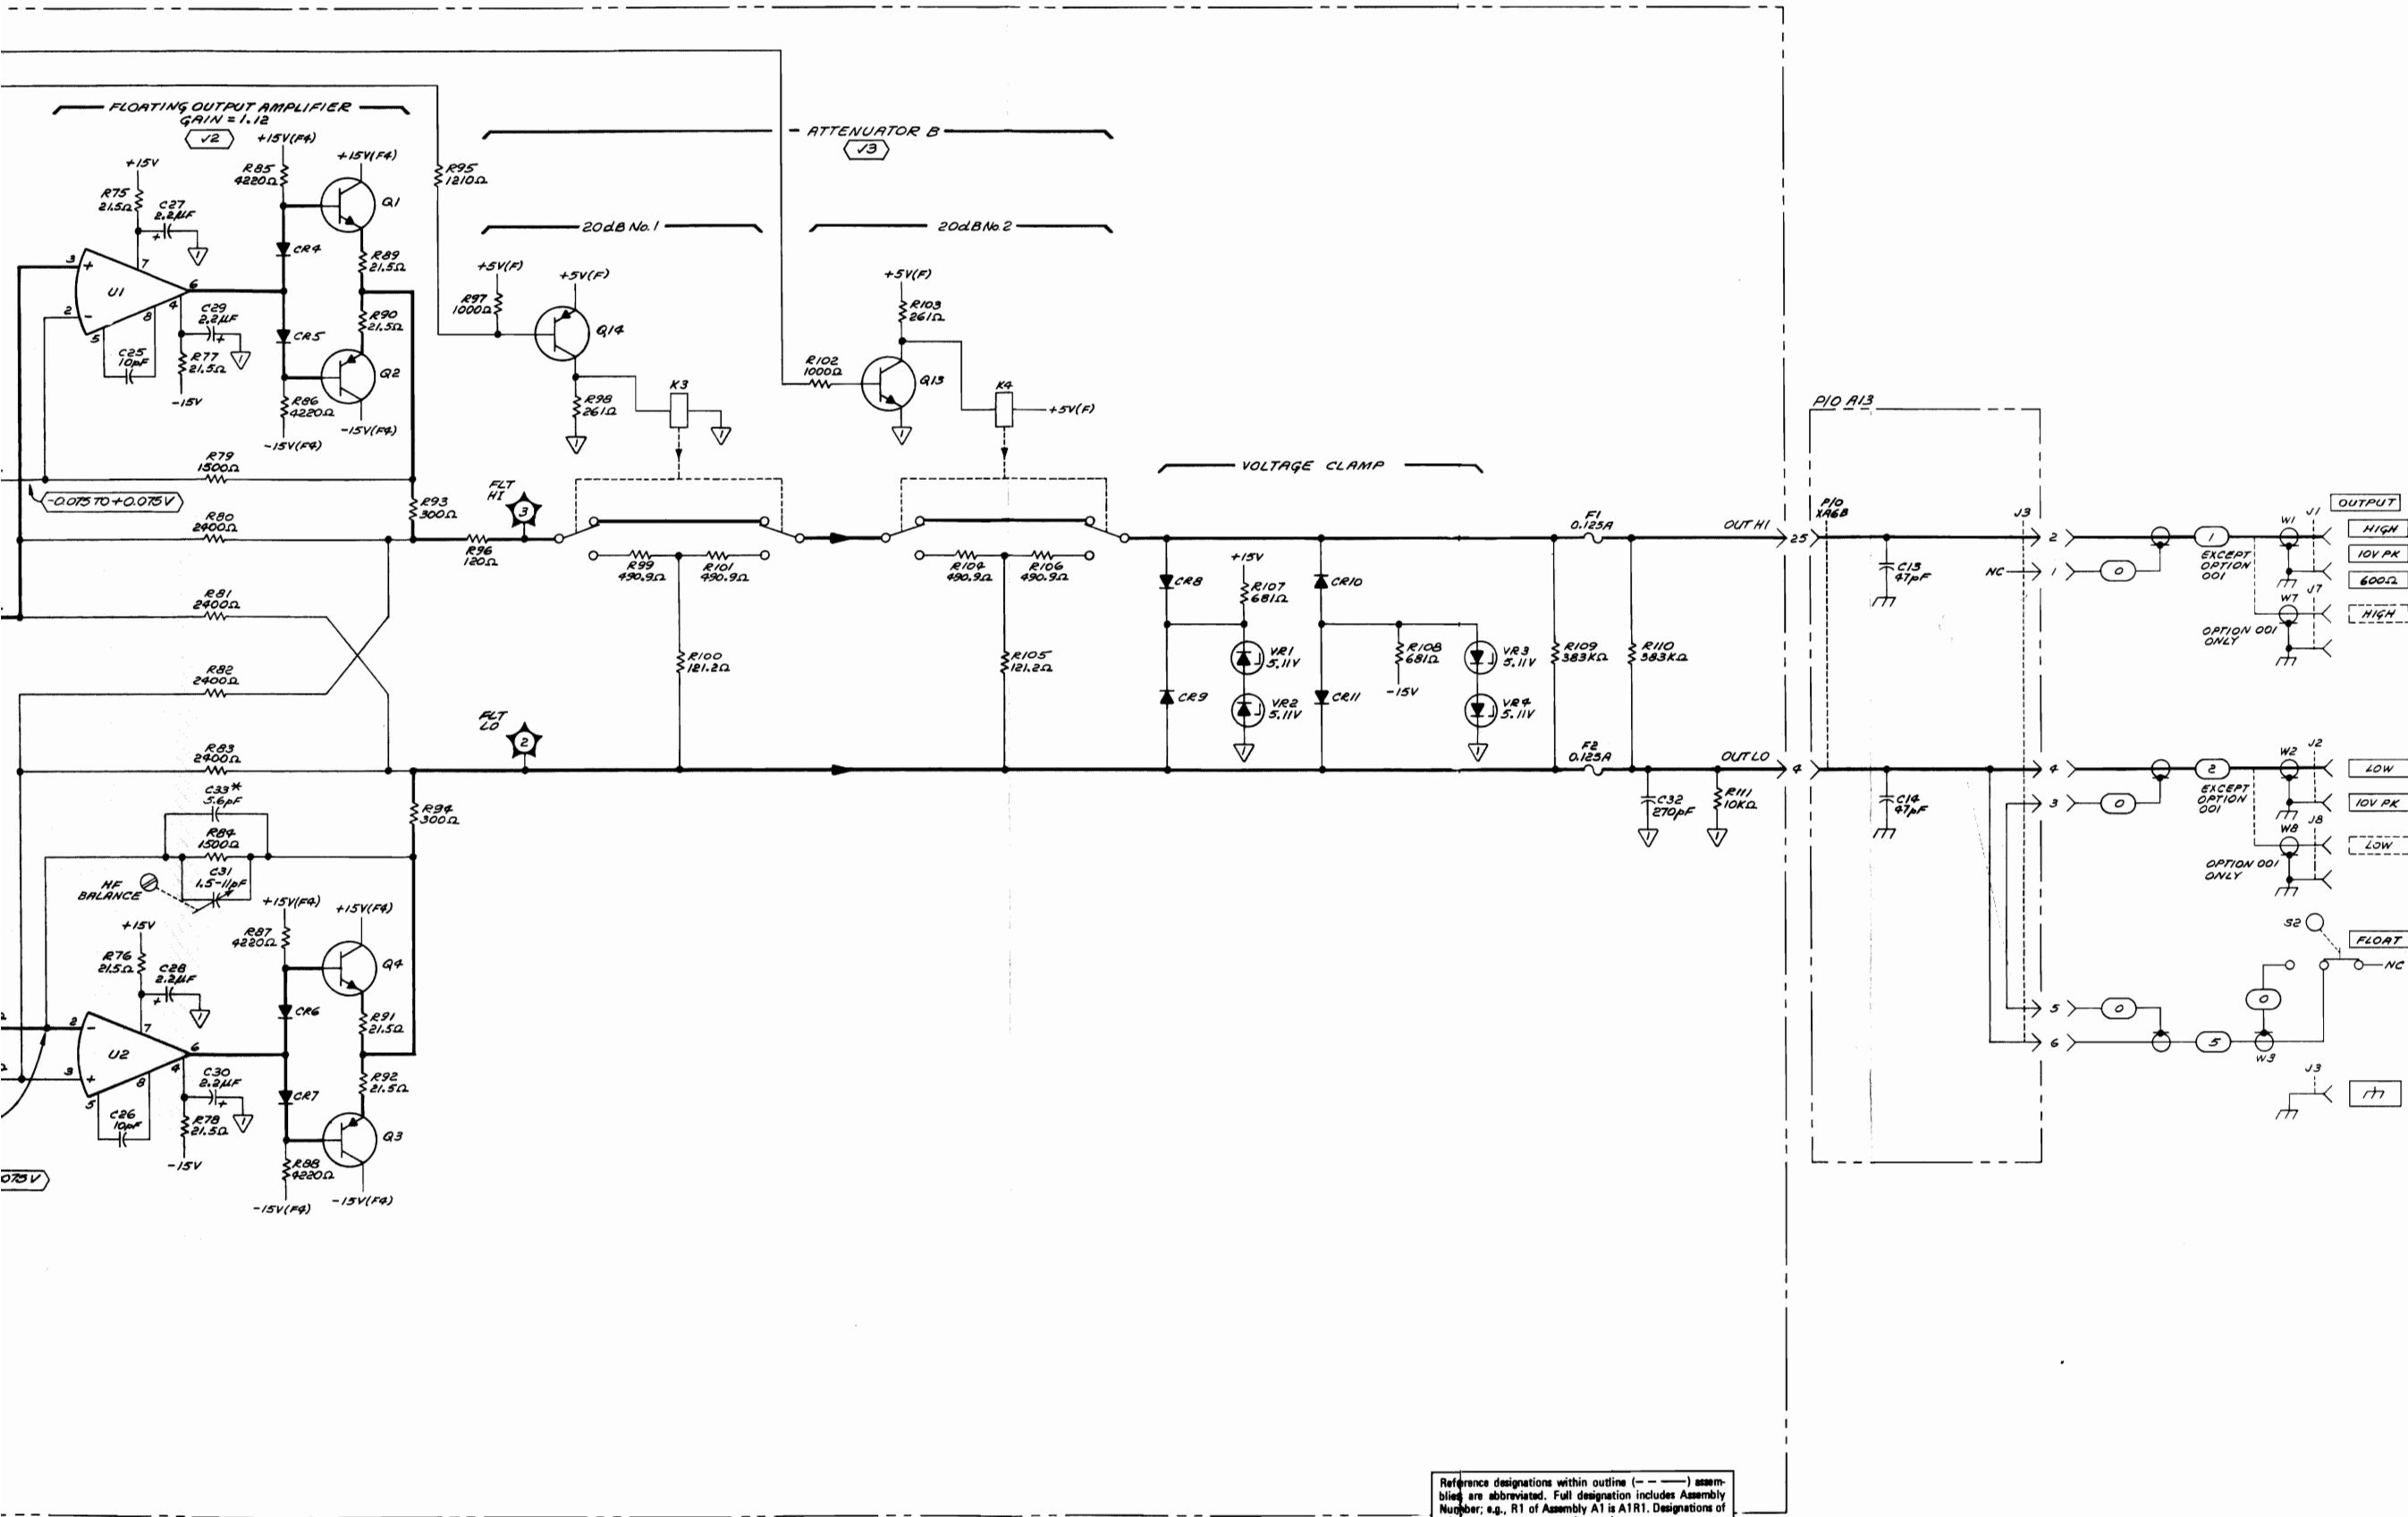 FLOATING OUTPUT AMPLIFIER
GAIN = 1.12
√2
ATTENUATOR B
√3
20dB No.1
20dB No.2
+15V
R75
21.5Ω
C27
2.2µF
+
+15V(F4)
R85
4220Ω
+15V(F4)
Q1
CR4
R89
21.5Ω
3
+
7
U1
6
2
-
4
8
5
C29
2.2µF
+
C25
10pF
R77
21.5Ω
-15V
CR5
R90
21.5Ω
Q2
R86
4220Ω
-15V(F4)
-15V(F4)
R95
1210Ω
+5V(F)
R97
1000Ω
+5V(F)
Q14
R98
261Ω
K3
+5V(F)
R103
261Ω
R102
1000Ω
Q13
K4
+5V(F)
R79
1500Ω
-0.075 TO +0.075V
R80
2400Ω
R93
300Ω
R96
120Ω
FLT
HI
3
R99
490.9Ω
R101
490.9Ω
R104
490.9Ω
R106
490.9Ω
R81
2400Ω
R82
2400Ω
R83
2400Ω
R100
121.2Ω
R105
121.2Ω
FLT
LO
2
VOLTAGE CLAMP
CR8
CR9
+15V
R107
681Ω
VR1
5.11V
VR2
5.11V
CR10
CR11
R108
681Ω
-15V
VR3
5.11V
VR4
5.11V
R109
383KΩ
R110
383KΩ
F1
0.125A
OUT HI
25
F2
0.125A
OUT LO
4
C32
270pF
R111
10KΩ
P/O A13
P/O
XA6B
C13
47pF
C14
47pF
J3
2
NC
1
0
1
EXCEPT
OPTION
001
W1
J1
OUTPUT
HIGH
10V PK
600Ω
W7
J7
HIGH
OPTION 001
ONLY
4
3
0
2
EXCEPT
OPTION
001
W2
J2
LOW
10V PK
W8
J8
LOW
OPTION 001
ONLY
S2
FLOAT
NC
0
5
0
6
5
W3
J3
C33*
5.6pF
R84
1500Ω
C31
1.5-11pF
HF
BALANCE
R94
300Ω
+15V
R76
21.5Ω
C28
2.2µF
+
+15V(F4)
R87
4220Ω
+15V(F4)
Q4
CR6
R91
21.5Ω
2
-
7
U2
6
3
+
4
8
5
C30
2.2µF
+
C26
10pF
R78
21.5Ω
-15V
CR7
R92
21.5Ω
Q3
R88
4220Ω
-15V(F4)
-15V(F4)
075V
Reference designations within outline (— — ——) assem-
blies are abbreviated. Full designation includes Assembly
Number; e.g., R1 of Assembly A1 is A1R1. Designations of